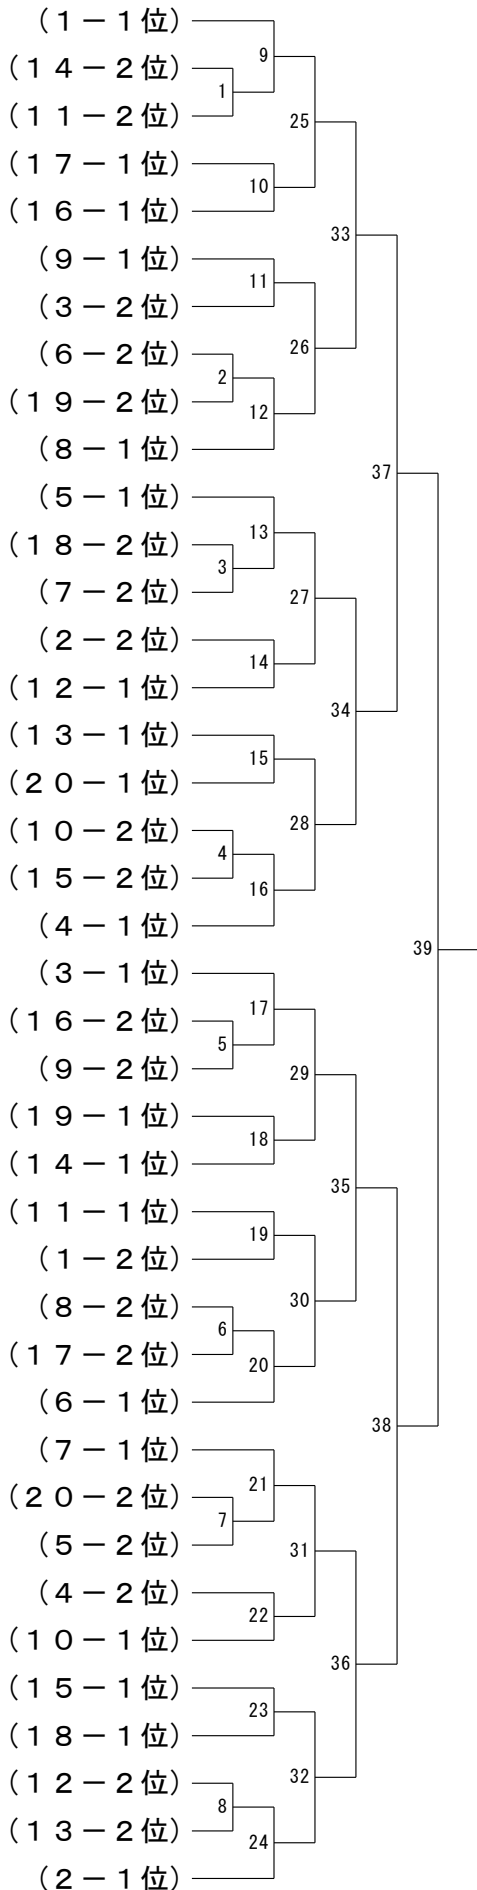 （１－１位）
9
（１４－２位）
1
（１１－２位）
25
（１７－１位）
10
（１６－１位）
33
（９－１位）
11
（３－２位）
26
（６－２位）
2
（１９－２位）
12
（８－１位）
37
（５－１位）
13
（１８－２位）
3
（７－２位）
27
（２－２位）
14
（１２－１位）
34
（１３－１位）
15
（２０－１位）
28
（１０－２位）
4
（１５－２位）
16
（４－１位）
39
（３－１位）
17
（１６－２位）
5
（９－２位）
29
（１９－１位）
18
（１４－１位）
35
（１１－１位）
19
（１－２位）
30
（８－２位）
6
（１７－２位）
20
（６－１位）
38
（７－１位）
21
（２０－２位）
7
（５－２位）
31
（４－２位）
22
（１０－１位）
36
（１５－１位）
23
（１８－１位）
32
（１２－２位）
8
（１３－２位）
24
（２－１位）